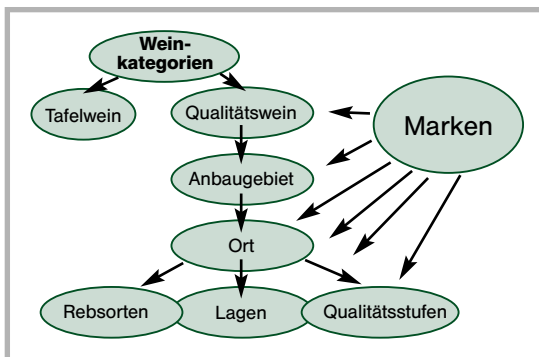 Wein-
kategorien
Tafelwein
Qualitätswein
Marken
Anbaugebiet
Ort
Rebsorten
Lagen
Qualitätsstufen